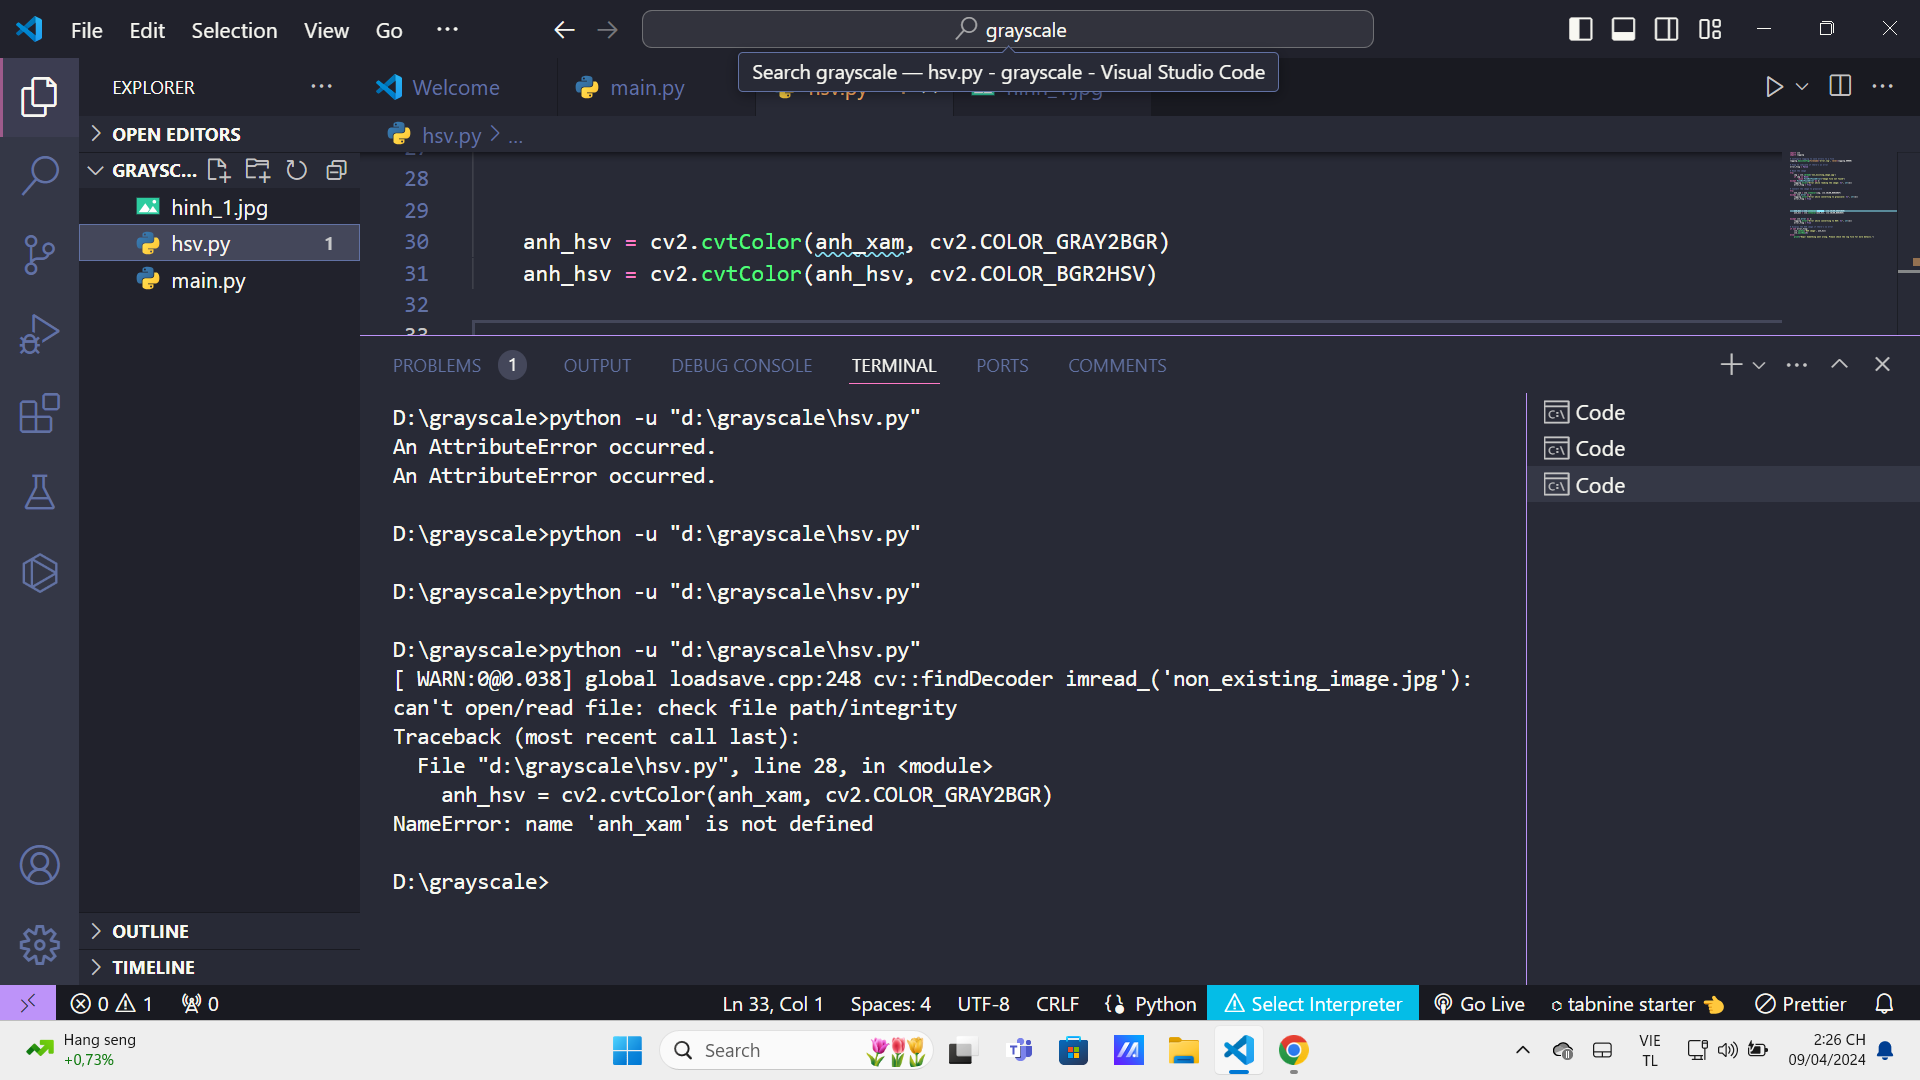 File Edit Selection View Go ···
grayscale
Search grayscale — hsv.py - grayscale - Visual Studio Code
EXPLORER
Welcome
main.py
hsv.py
hinh_1.jpg
OPEN EDITORS
GRAYSC...
hinh_1.jpg
hsv.py 1
main.py
OUTLINE
TIMELINE
hsv.py > ...
28
29
30 anh_hsv = cv2.cvtColor(anh_xam, cv2.COLOR_GRAY2BGR)
31 anh_hsv = cv2.cvtColor(anh_hsv, cv2.COLOR_BGR2HSV)
32
33
PROBLEMS 1 OUTPUT DEBUG CONSOLE TERMINAL PORTS COMMENTS
D:\grayscale>python -u "d:\grayscale\hsv.py"
An AttributeError occurred.
An AttributeError occurred.
D:\grayscale>python -u "d:\grayscale\hsv.py"
D:\grayscale>python -u "d:\grayscale\hsv.py"
D:\grayscale>python -u "d:\grayscale\hsv.py"
[ WARN:0@0.038] global loadsave.cpp:248 cv::findDecoder imread_('non_existing_image.jpg'):
can't open/read file: check file path/integrity
Traceback (most recent call last):
File "d:\grayscale\hsv.py", line 28, in <module>
anh_hsv = cv2.cvtColor(anh_xam, cv2.COLOR_GRAY2BGR)
NameError: name 'anh_xam' is not defined
D:\grayscale>
Code
Code
Code
0 1 0
Ln 33, Col 1 Spaces: 4 UTF-8 CRLF Python Select Interpreter Go Live tabnine starter Prettier
Hang seng
+0,73%
Search
VIE
TL
2:26 CH
09/04/2024